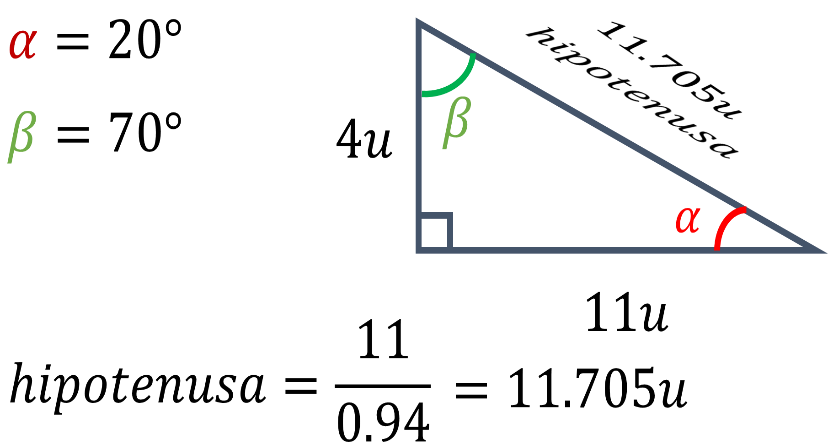 α = 20°
β = 70°
11.705u
hipotenusa
4u
β
α
11u
hipotenusa = 11/0.94 = 11.705u